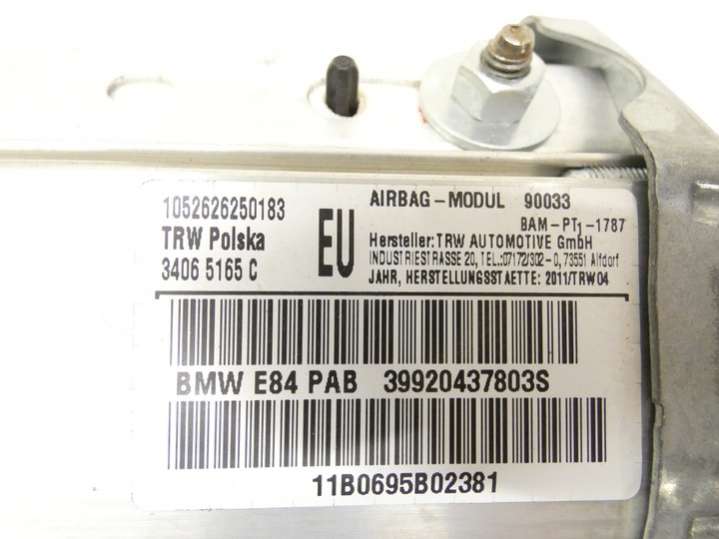 1052626250183
TRW Polska
3406 5165 C
EU
AIRBAG-MODUL 90033
BAM-PT1-1787
Hersteller: TRW AUTOMOTIVE GmbH
INDUSTRIESTRASSE 20, TEL.:07172/302-0, 73551 Alfdorf
JAHR, HERSTELLUNGSSTAETTE: 2011/TRW04
BMW E84 PAB 39920437803S
11B0695B02381